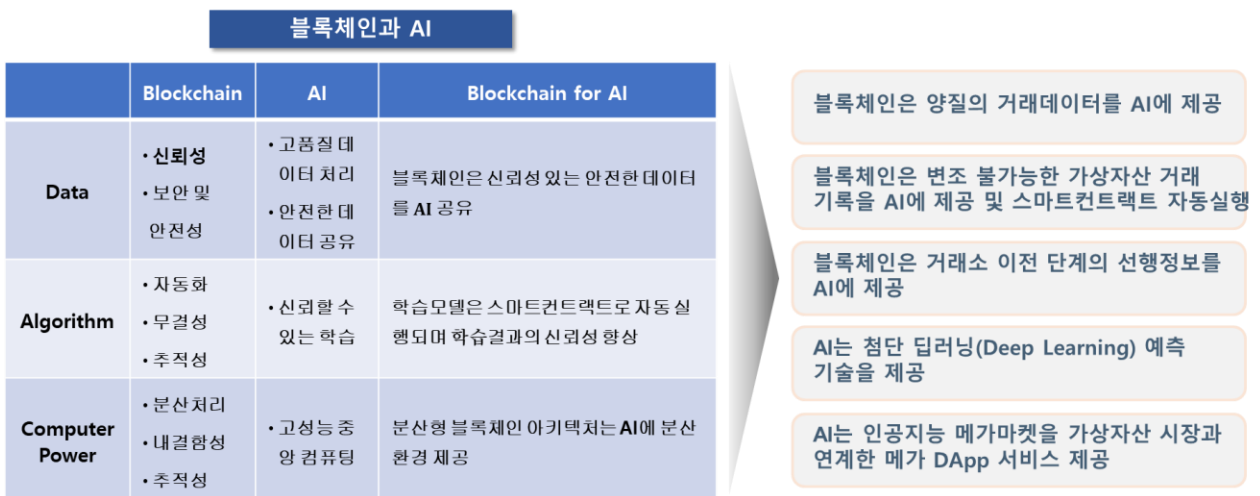 블록체인과 AI
Blockchain
AI
Blockchain for AI
Data
• 신뢰성
• 보안 및
안전성
• 고품질 데
이터 처리
• 안전한 데
이터 공유
블록체인은 신뢰성 있는 안전한 데이터
를 AI 공유
Algorithm
• 자동화
• 무결성
• 추적성
• 신뢰할 수
있는 학습
학습모델은 스마트컨트랙트로 자동 실
행되며 학습결과의 신뢰성 향상
Computer
Power
• 분산처리
• 내결함성
• 추적성
• 고성능 중
앙 컴퓨팅
분산형 블록체인 아키텍처는 AI에 분산
환경 제공
블록체인은 양질의 거래데이터를 AI에 제공
블록체인은 변조 불가능한 가상자산 거래
기록을 AI에 제공 및 스마트컨트랙트 자동실행
블록체인은 거래소 이전 단계의 선행정보를
AI에 제공
AI는 첨단 딥러닝(Deep Learning) 예측
기술을 제공
AI는 인공지능 메가마켓을 가상자산 시장과
연계한 메가 DApp 서비스 제공